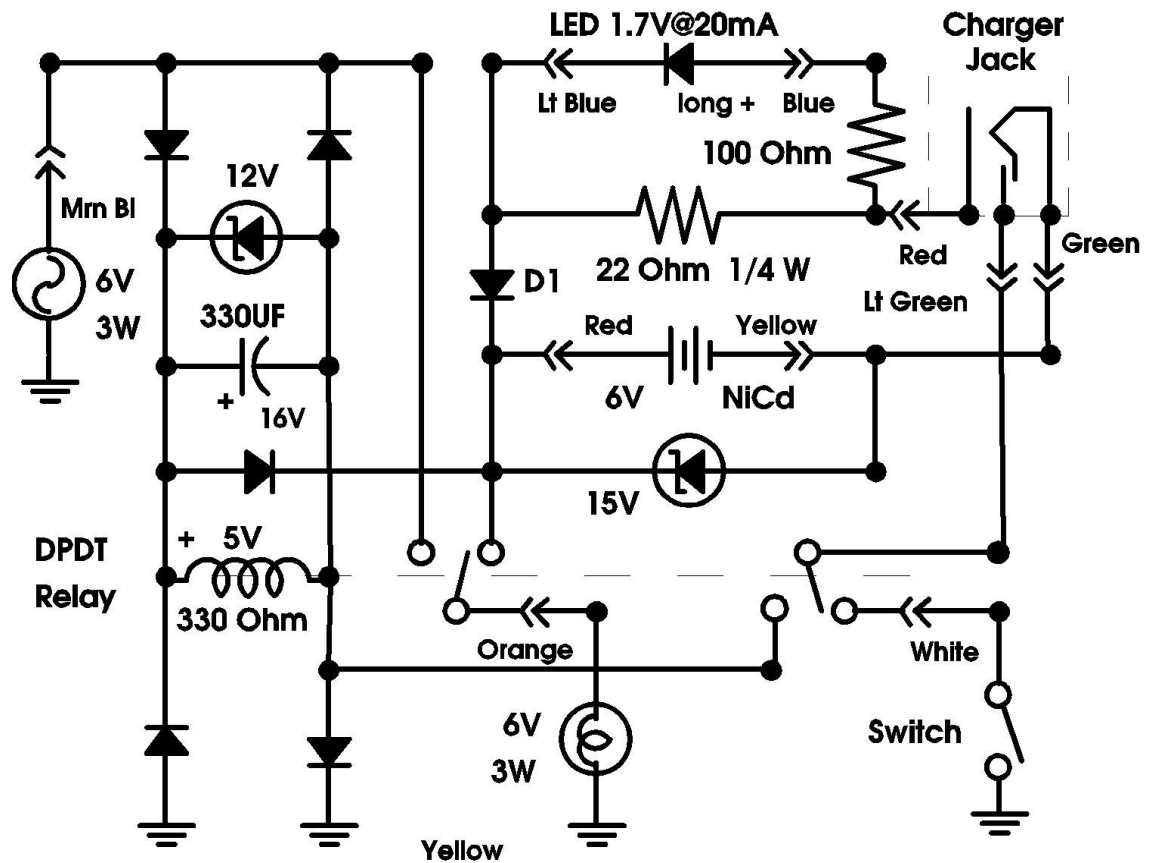 LED 1.7V@20mA
Charger
Jack
Lt Blue
long +
Blue
100 Ohm
12V
Mrn Bl
Red
Green
6V
3W
D1
22 Ohm 1/4 W
Lt Green
330UF
Red
Yellow
+
16V
6V
NiCd
15V
DPDT
Relay
+
5V
330 Ohm
Orange
White
6V
3W
Switch
Yellow